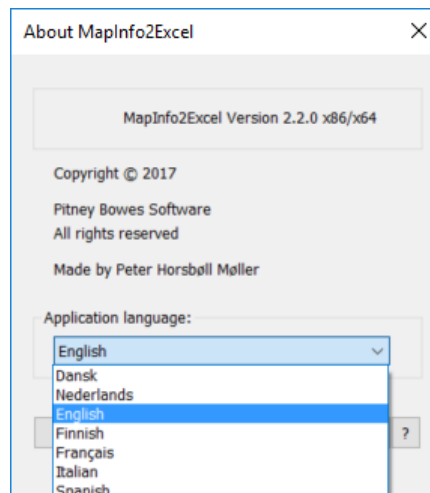 About MapInfo2Excel
MapInfo2Excel Version 2.2.0 x86/x64
Copyright © 2017
Pitney Bowes Software
All rights reserved
Made by Peter Horsbøll Møller
Application language:
English
Dansk
Nederlands
English
?
Finnish
Français
Italian
Spanish